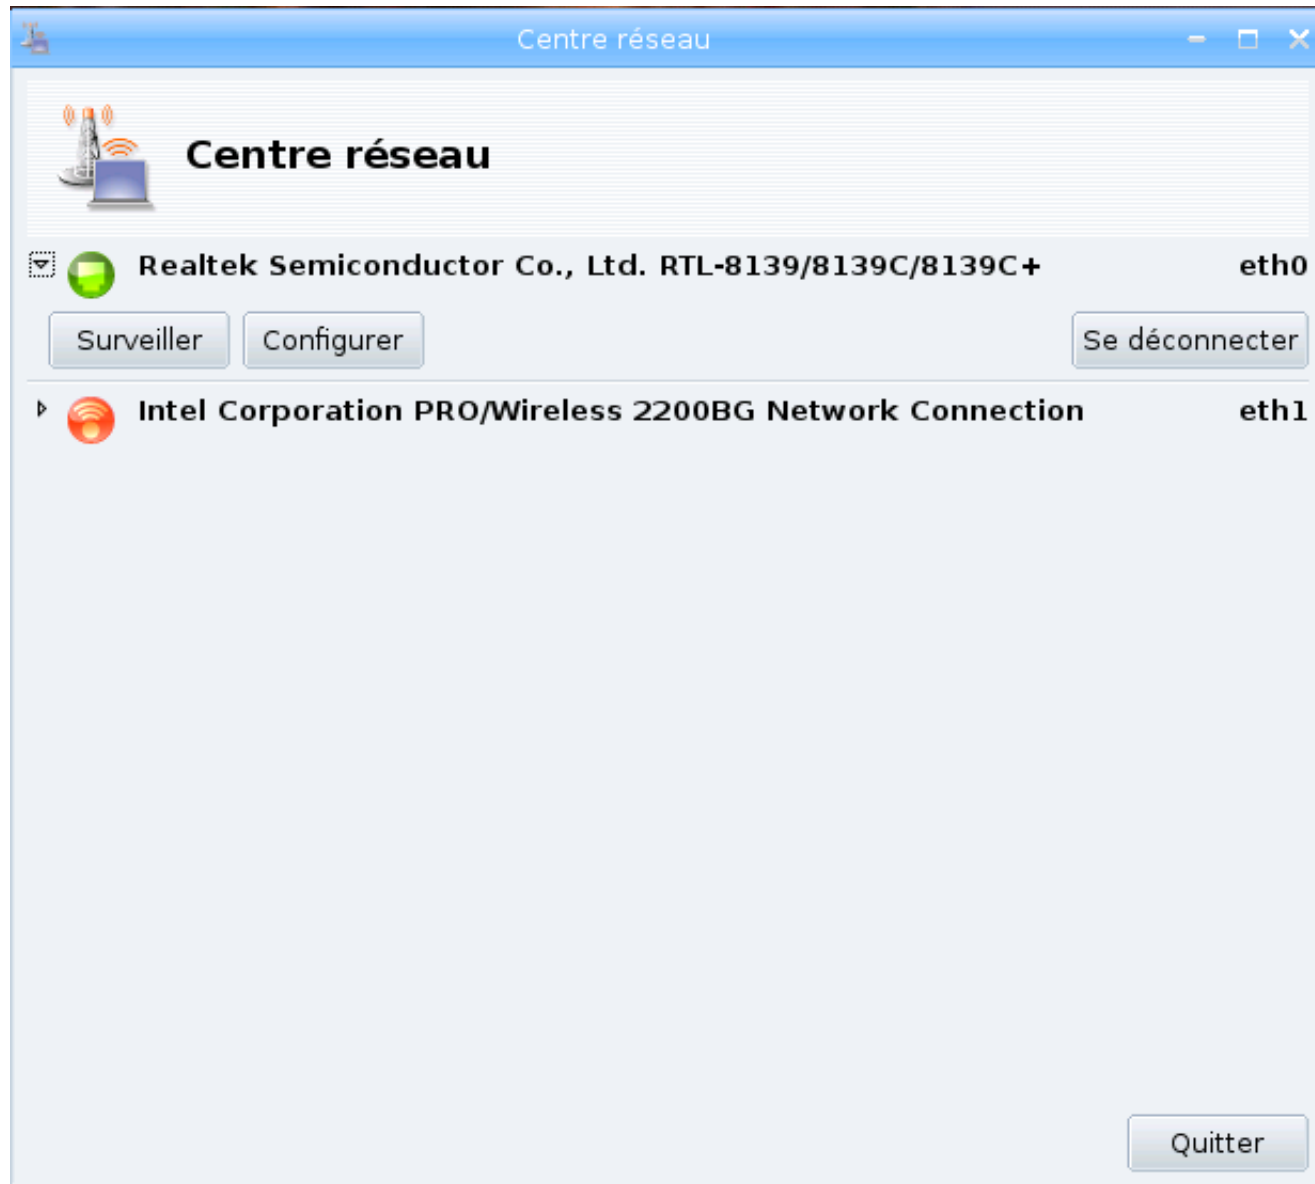 Centre réseau
Centre réseau
Realtek Semiconductor Co., Ltd. RTL-8139/8139C/8139C+ eth0
Surveiller Configurer Se déconnecter
Intel Corporation PRO/Wireless 2200BG Network Connection eth1
Quitter